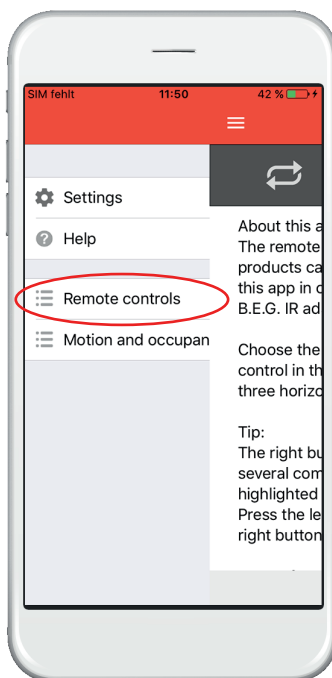 SIM fehlt 11:50 42 %
Settings
Help
Remote controls
Motion and occupan
About this a
The remote
products ca
this app in c
B.E.G. IR ad
Choose the
control in th
three horizo
Tip:
The right bu
several com
highlighted
Press the le
right button